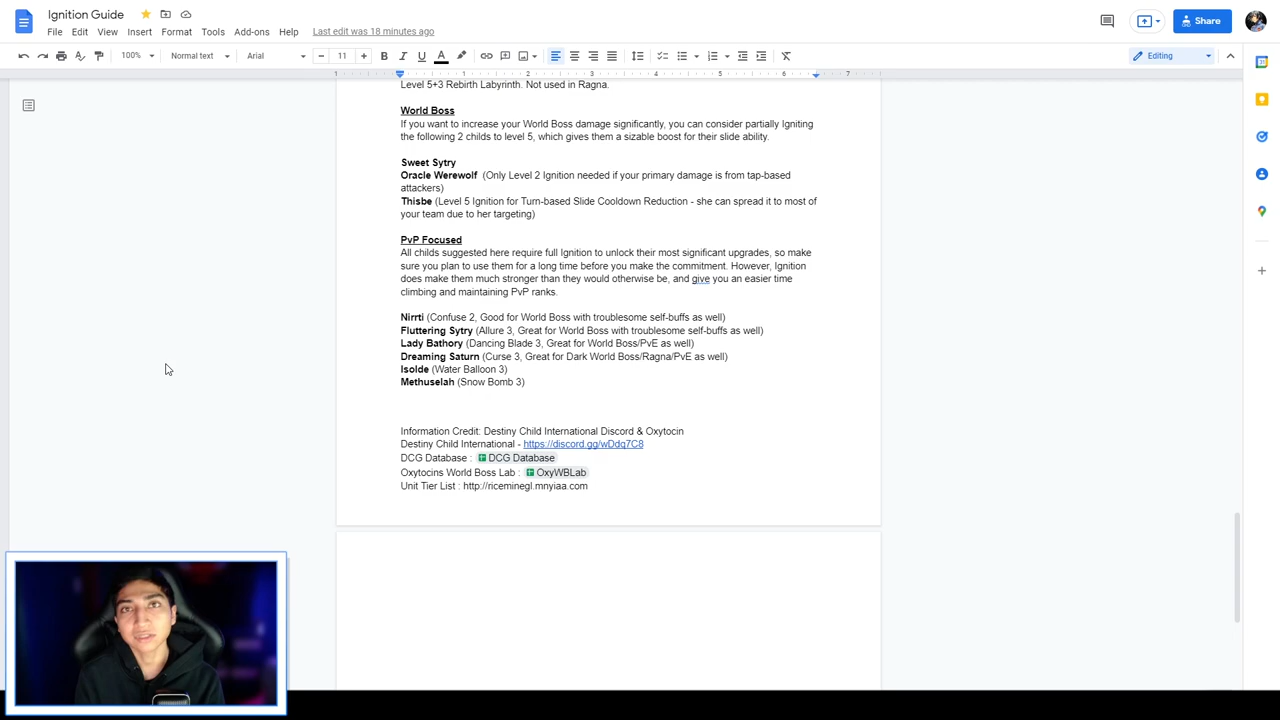 Ignition Guide
File Edit View Insert Format Tools Add-ons Help Last edit was 18 minutes ago
Share
100% Normal text Arial 11 B I U A Editing
1 1 2 3 4 5 6 7
Level 5+3 Rebirth Labyrinth. Not used in Ragna.
World Boss
If you want to increase your World Boss damage significantly, you can consider partially Igniting
the following 2 childs to level 5, which gives them a sizable boost for their slide ability.
Sweet Sytry
Oracle Werewolf (Only Level 2 Ignition needed if your primary damage is from tap-based
attackers)
Thisbe (Level 5 Ignition for Turn-based Slide Cooldown Reduction - she can spread it to most of
your team due to her targeting)
PvP Focused
All childs suggested here require full Ignition to unlock their most significant upgrades, so make
sure you plan to use them for a long time before you make the commitment. However, Ignition
does make them much stronger than they would otherwise be, and give you an easier time
climbing and maintaining PvP ranks.
Nirrti (Confuse 2, Good for World Boss with troublesome self-buffs as well)
Fluttering Sytry (Allure 3, Great for World Boss with troublesome self-buffs as well)
Lady Bathory (Dancing Blade 3, Great for World Boss/PvE as well)
Dreaming Saturn (Curse 3, Great for Dark World Boss/Ragna/PvE as well)
Isolde (Water Balloon 3)
Methuselah (Snow Bomb 3)
Information Credit: Destiny Child International Discord & Oxytocin
Destiny Child International - https://discord.gg/wDdq7C8
DCG Database : DCG Database
Oxytocins World Boss Lab : OxyWBLab
Unit Tier List : http://riceminegl.mnyiaa.com